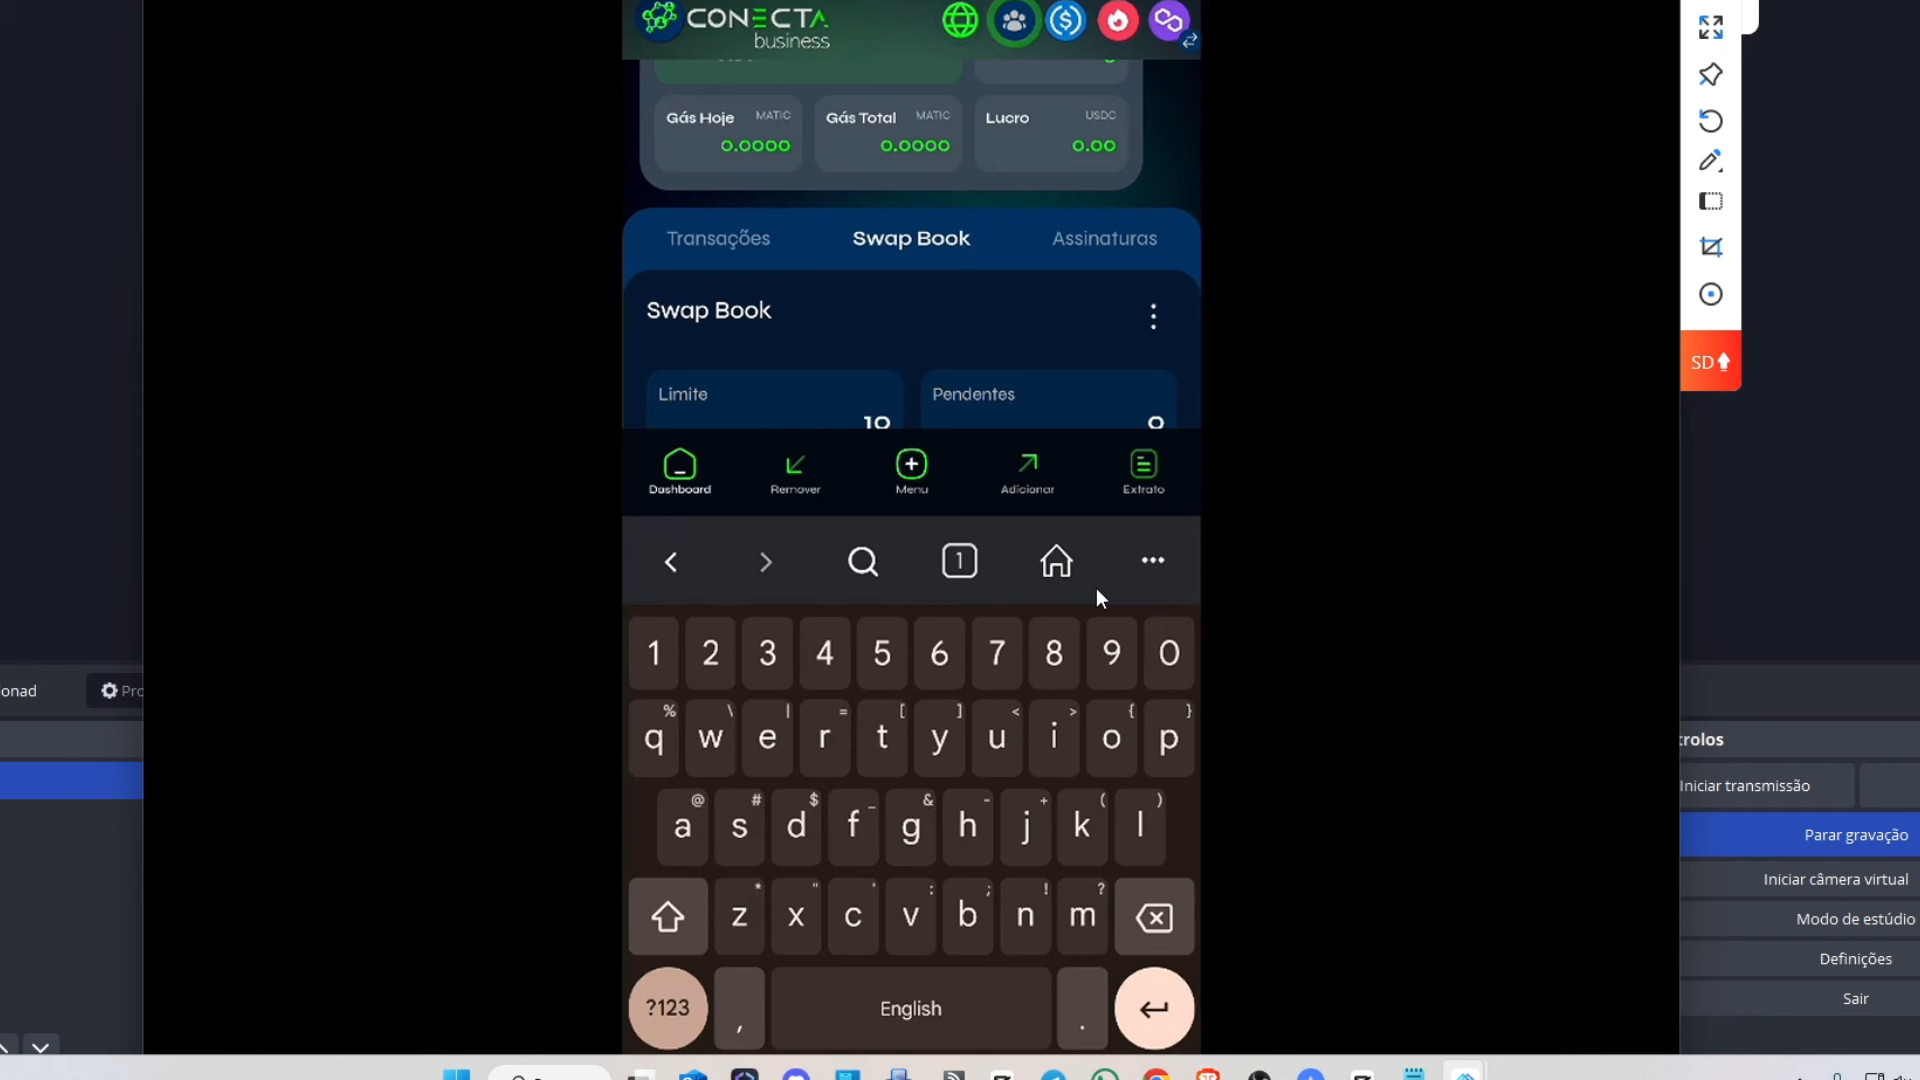 CONECTA
business
Gás Hoje MATIC
0.0000
Gás Total MATIC
0.0000
Lucro USDC
0.00
Transações Swap Book Assinaturas
Swap Book
Limite
10
Pendentes
0
Dashboard Remover Menu Adicionar Extrato
1
SD
1 2 3 4 5 6 7 8 9 0
% \ | = [ ] < > { }
q w e r t y u i o p
@ # $ _ & - + ( )
a s d f g h j k l
* " ' : ; ! ?
z x c v b n m
?123 , English .
onad
Pro
trolos
Iniciar transmissão
Parar gravação
Iniciar câmera virtual
Modo de estúdio
Definições
Sair